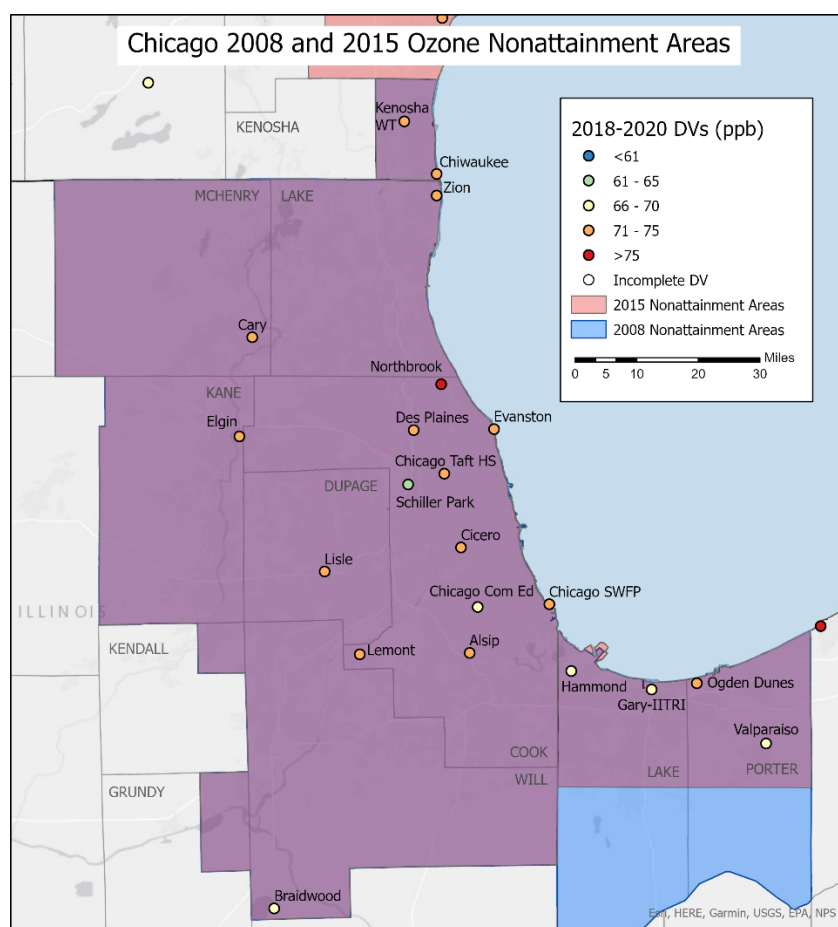 Chicago 2008 and 2015 Ozone Nonattainment Areas
Kenosha
WT
KENOSHA
Chiwaukee
Zion
MCHENRY
LAKE
2018-2020 DVs (ppb)
<61
61 - 65
66 - 70
71 - 75
>75
Incomplete DV
2015 Nonattainment Areas
2008 Nonattainment Areas
Miles
0 5 10 20 30
Cary
Northbrook
KANE
Elgin
Des Plaines
Evanston
Chicago Taft HS
DUPAGE
Schiller Park
Cicero
Lisle
Chicago Com Ed
Chicago SWFP
ILLINOIS
KENDALL
Lemont
Alsip
Hammond
Ogden Dunes
Gary-IITRI
Valparaiso
COOK
WILL
LAKE
PORTER
GRUNDY
Braidwood
Esri, HERE, Garmin, USGS, EPA, NPS